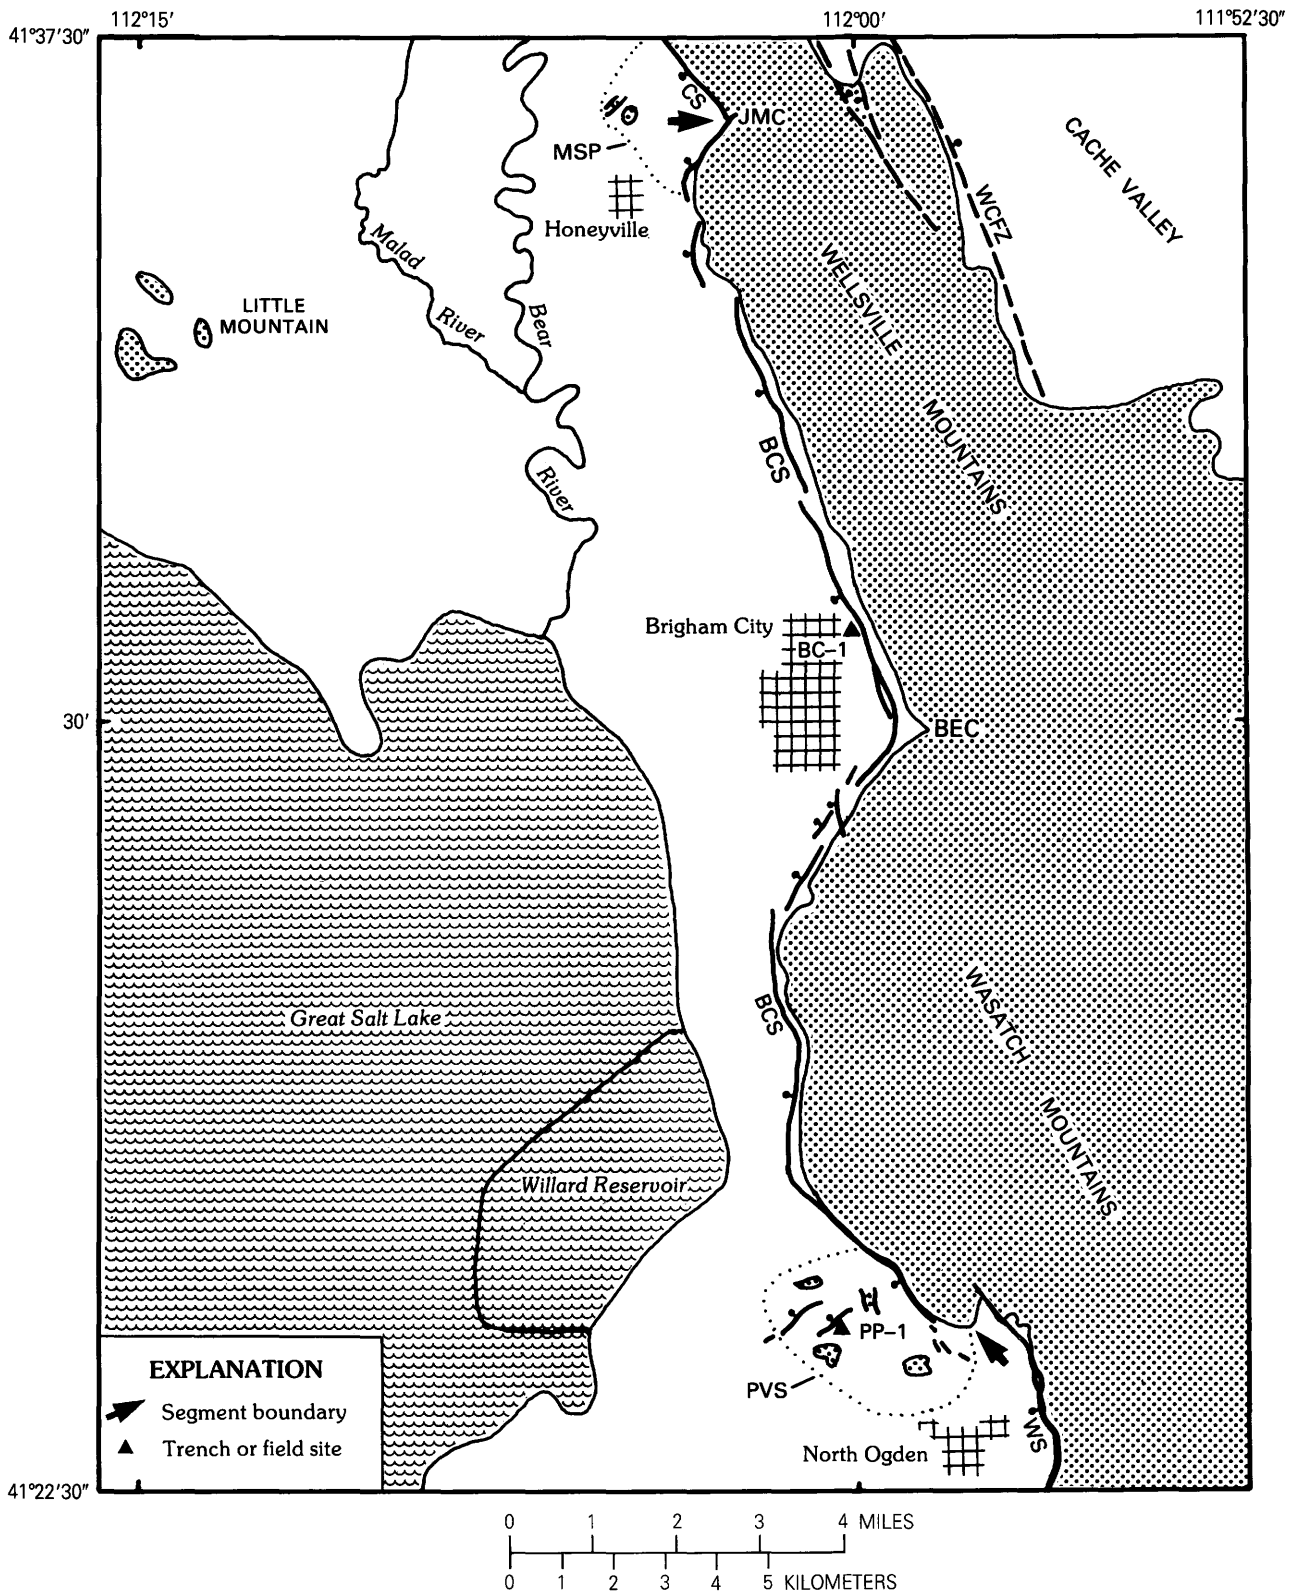 112°15′
112°00′
111°52′30″
41°37′30″
CS
JMC
MSP
CACHE VALLEY
WCFZ
Honeyville
Malad
River
WELLSVILLE
MOUNTAINS
LITTLE
MOUNTAIN
Bear
River
BCS
Brigham City
BC–1
30′
BEC
BCS
WASATCH
MOUNTAINS
Great Salt Lake
Willard Reservoir
PP–1
PVS
WS
North Ogden
EXPLANATION
Segment boundary
Trench or field site
41°22′30″
0 1 2 3 4 MILES
0 1 2 3 4 5 KILOMETERS